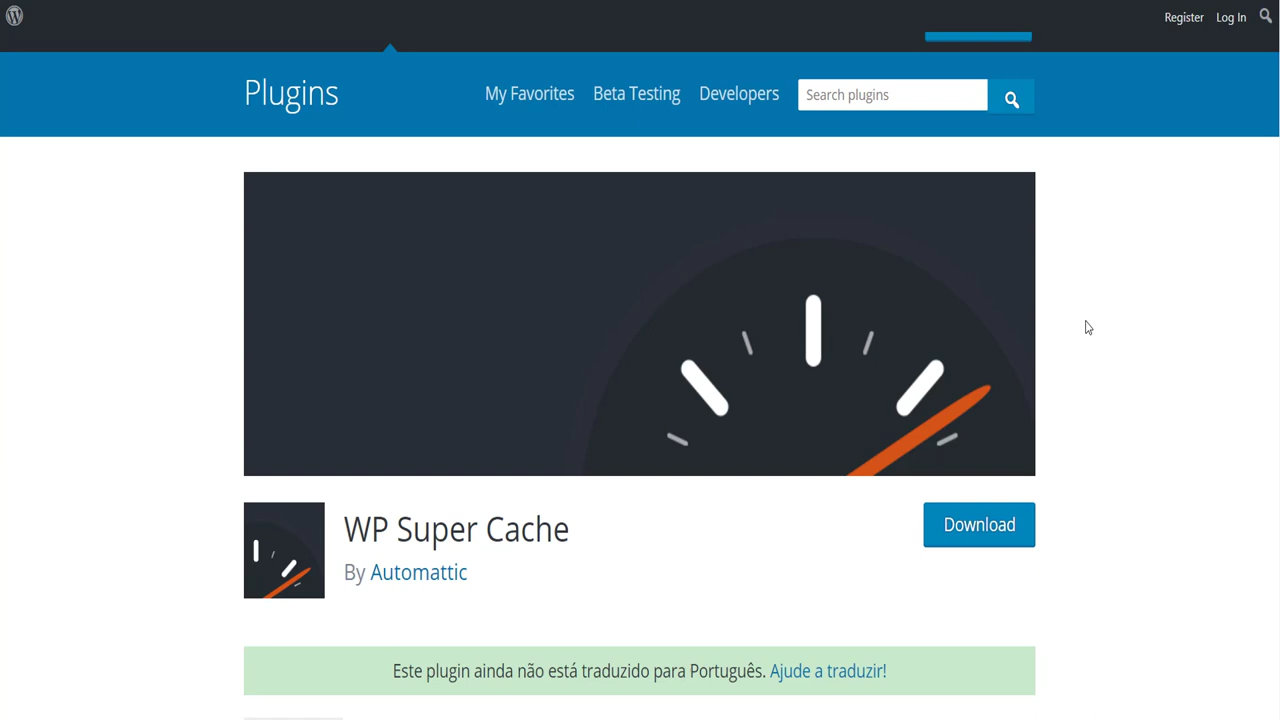 Register Log In
Plugins My Favorites Beta Testing Developers Search plugins
WP Super Cache
Download
By Automattic
Este plugin ainda não está traduzido para Português. Ajude a traduzir!